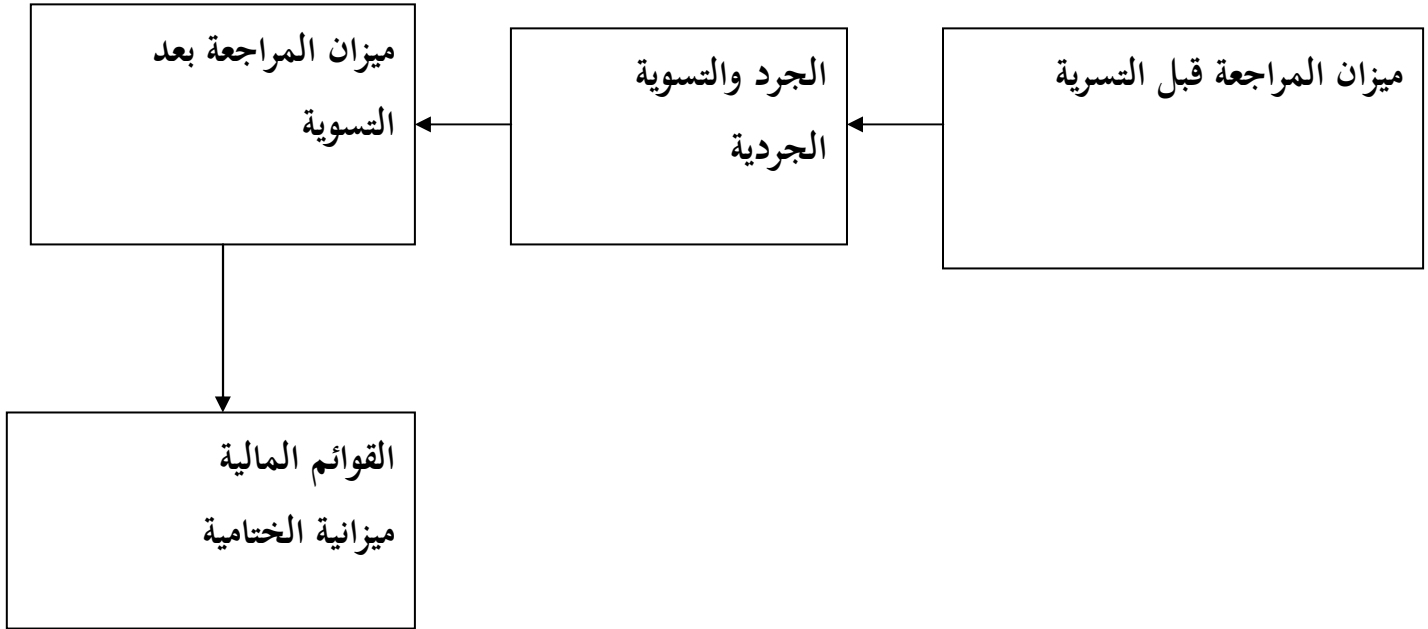 ميزان المراجعة قبل التسرية
الجرد والتسوية
الجردية
ميزان المراجعة بعد
التسوية
القوائم المالية
ميزانية الختامية